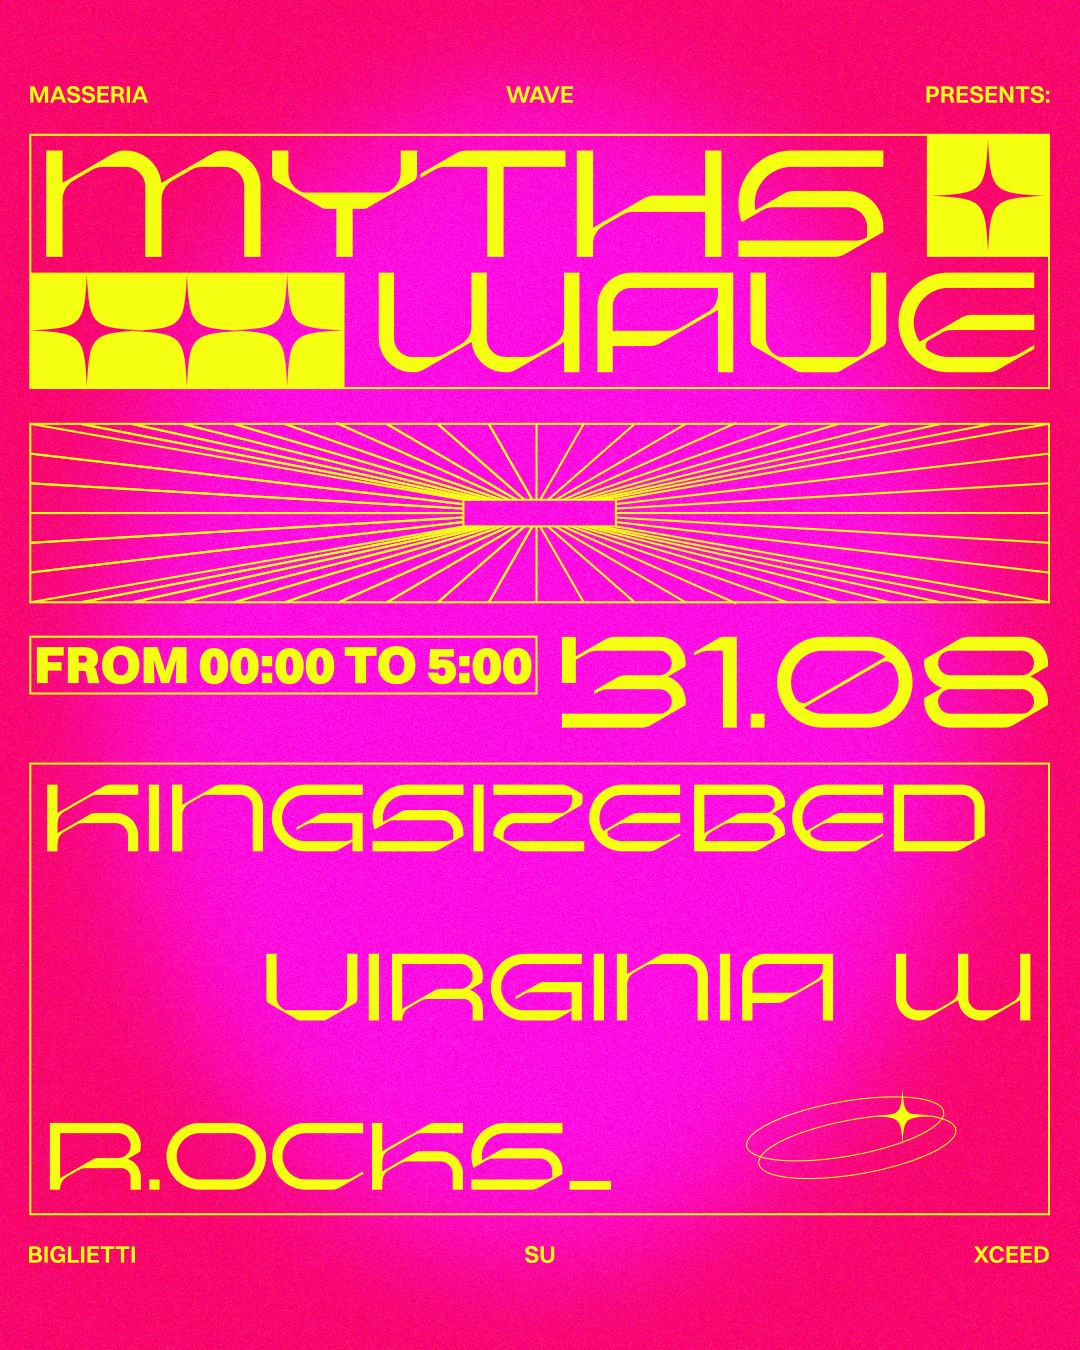 MASSERIA WAVE PRESENTS:
MYTHS
WAVE
FROM 00:00 TO 5:00 31.08
KINGSIZEBED
VIRGINIA W
R.OCKS_
BIGLIETTI SU XCEED